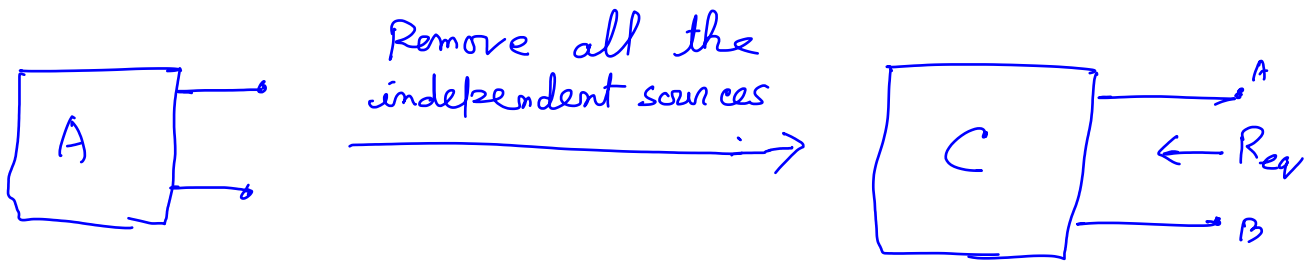 Remove all the
independent sources
A
C
A
Req
B